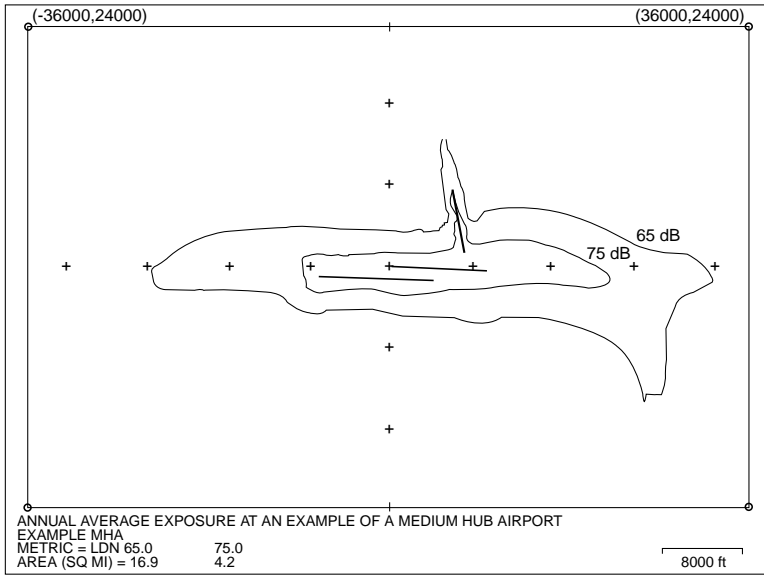 (-36000,24000)
(36000,24000)
65 dB
75 dB
ANNUAL AVERAGE EXPOSURE AT AN EXAMPLE OF A MEDIUM HUB AIRPORT
EXAMPLE MHA
METRIC = LDN 65.0 75.0
AREA (SQ MI) = 16.9 4.2
8000 ft